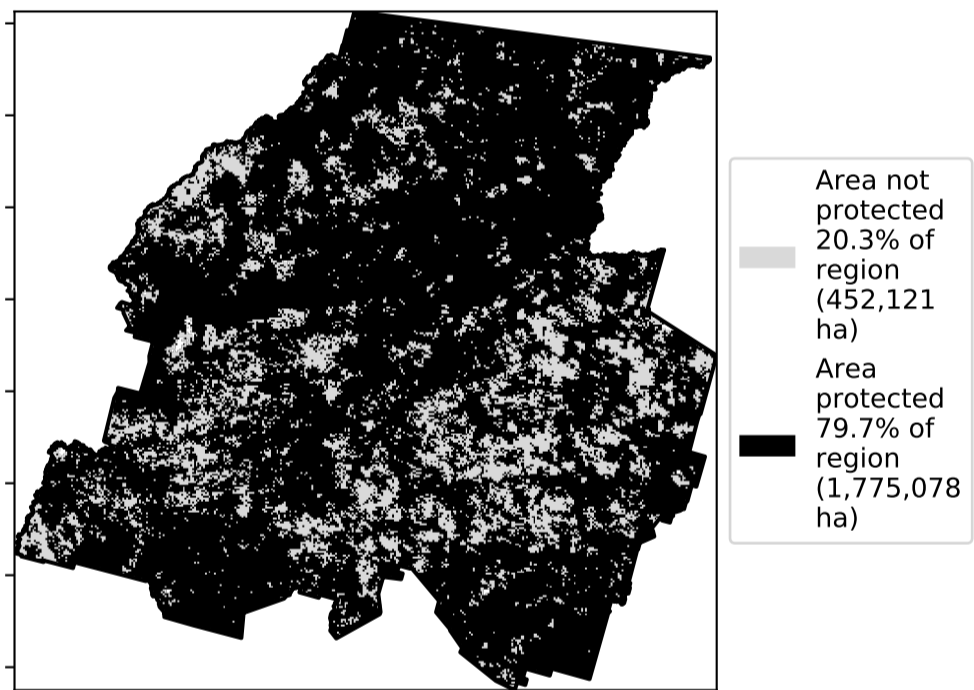 Area not
protected
20.3% of
region
(452,121
ha)
Area
protected
79.7% of
region
(1,775,078
ha)